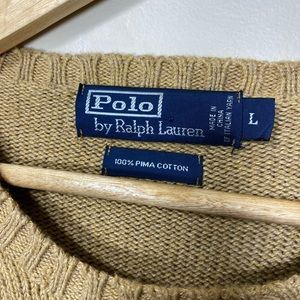 Polo
by Ralph Lauren
MADE IN
CHINA
OF ITALIAN YARN
L
100% PIMA COTTON